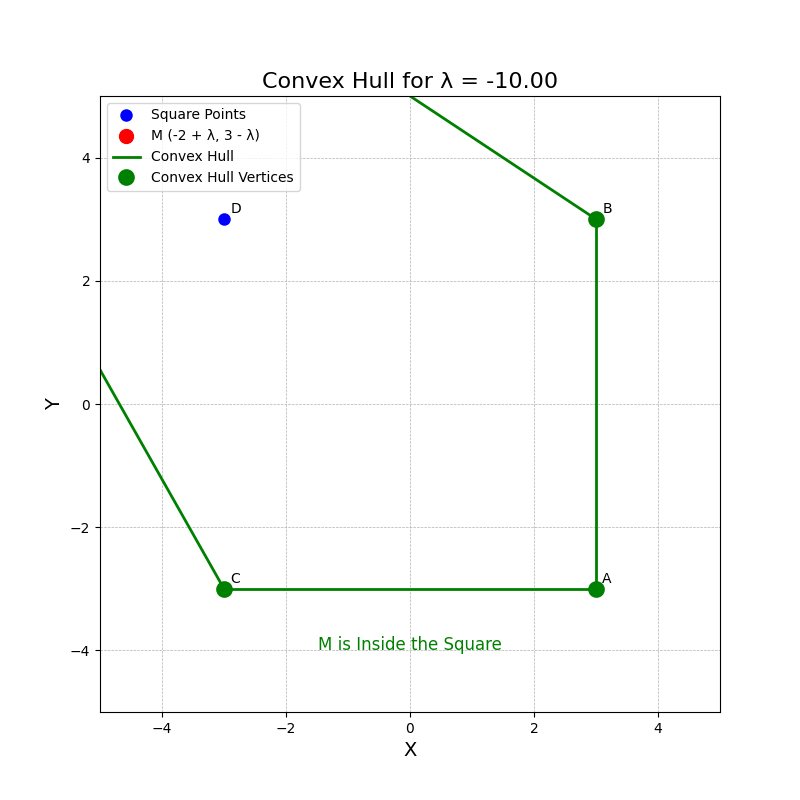 Convex Hull for λ = -10.00
Square Points
M (-2 + λ, 3 - λ)
Convex Hull
Convex Hull Vertices
D
B
C
A
M is Inside the Square
4
2
0
−2
−4
Y
−4
−2
0
2
4
X